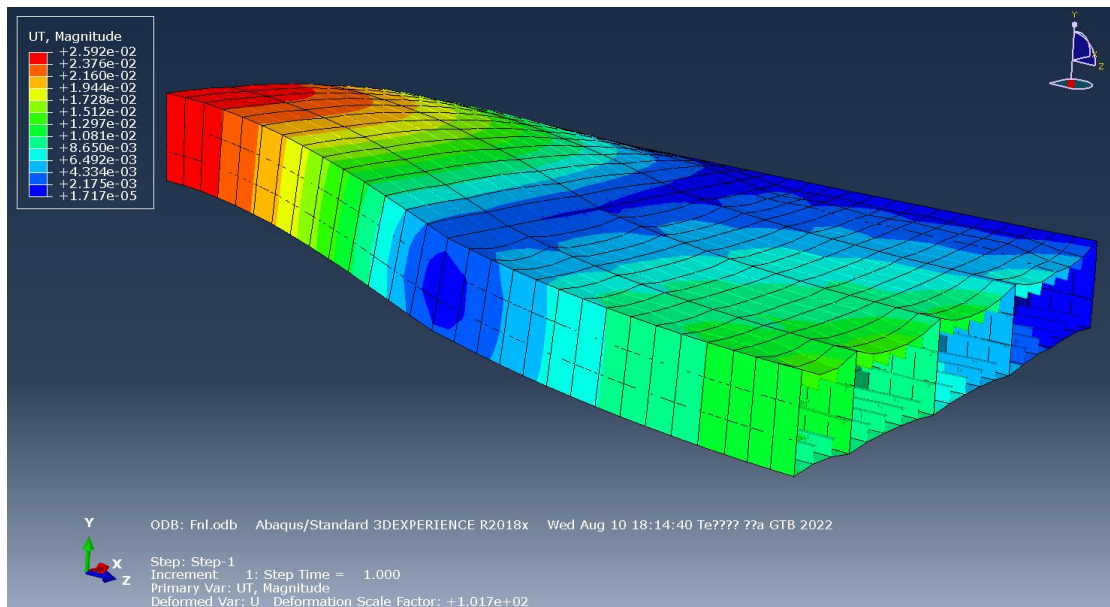 UT, Magnitude
+2.592e-02
+2.376e-02
+2.160e-02
+1.944e-02
+1.728e-02
+1.512e-02
+1.297e-02
+1.081e-02
+8.650e-03
+6.492e-03
+4.334e-03
+2.175e-03
+1.717e-05
Y
Z
Y
X
Z
ODB: Fnl.odb Abaqus/Standard 3DEXPERIENCE R2018x Wed Aug 10 18:14:40 Te???? ??a GTB 2022
Step: Step-1
Increment 1: Step Time = 1.000
Primary Var: UT, Magnitude
Deformed Var: U Deformation Scale Factor: +1.017e+02